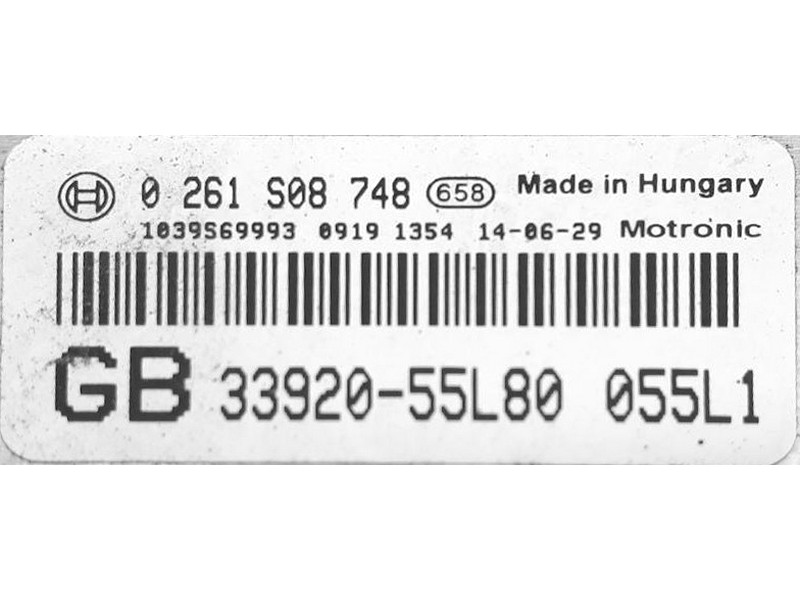 0 261 S08 748 658 Made in Hungary
1039S69993 0919 1354 14-06-29 Motronic
GB 33920-55L80 055L1